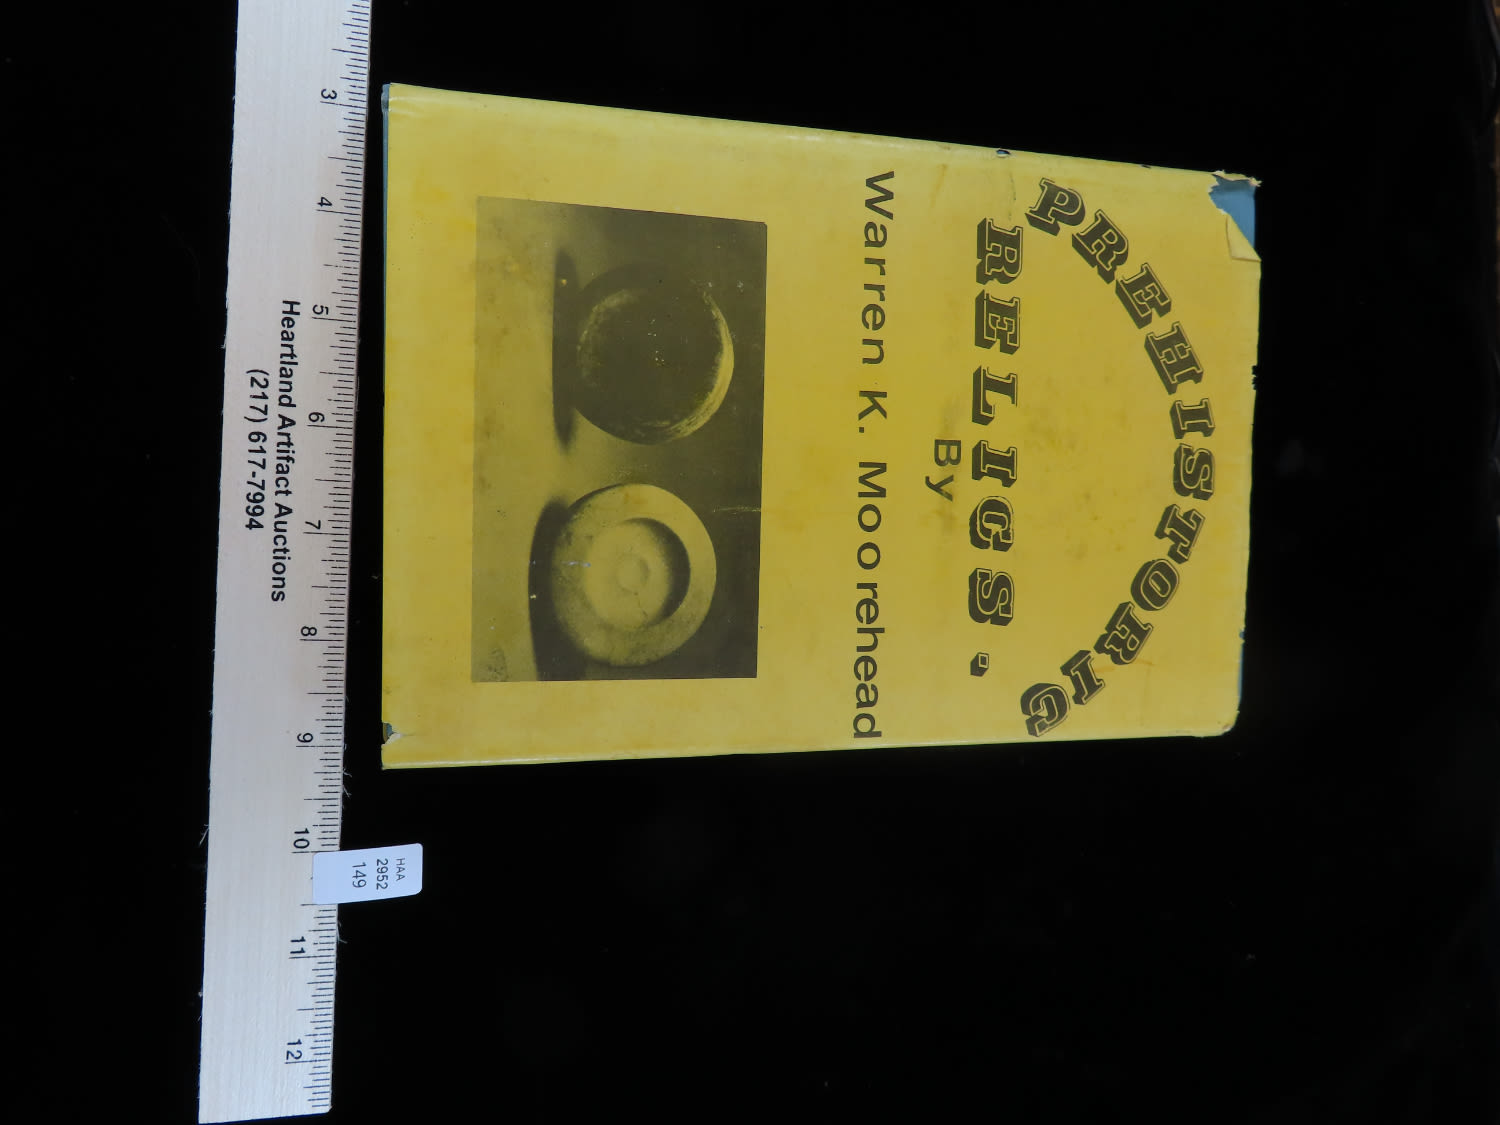 PREHISTORIC
RELICS.
By
Warren K. Moorehead
3
4
5
6
7
8
9
10
11
12
Heartland Artifact Auctions
(217) 617-7994
HAA
2952
149